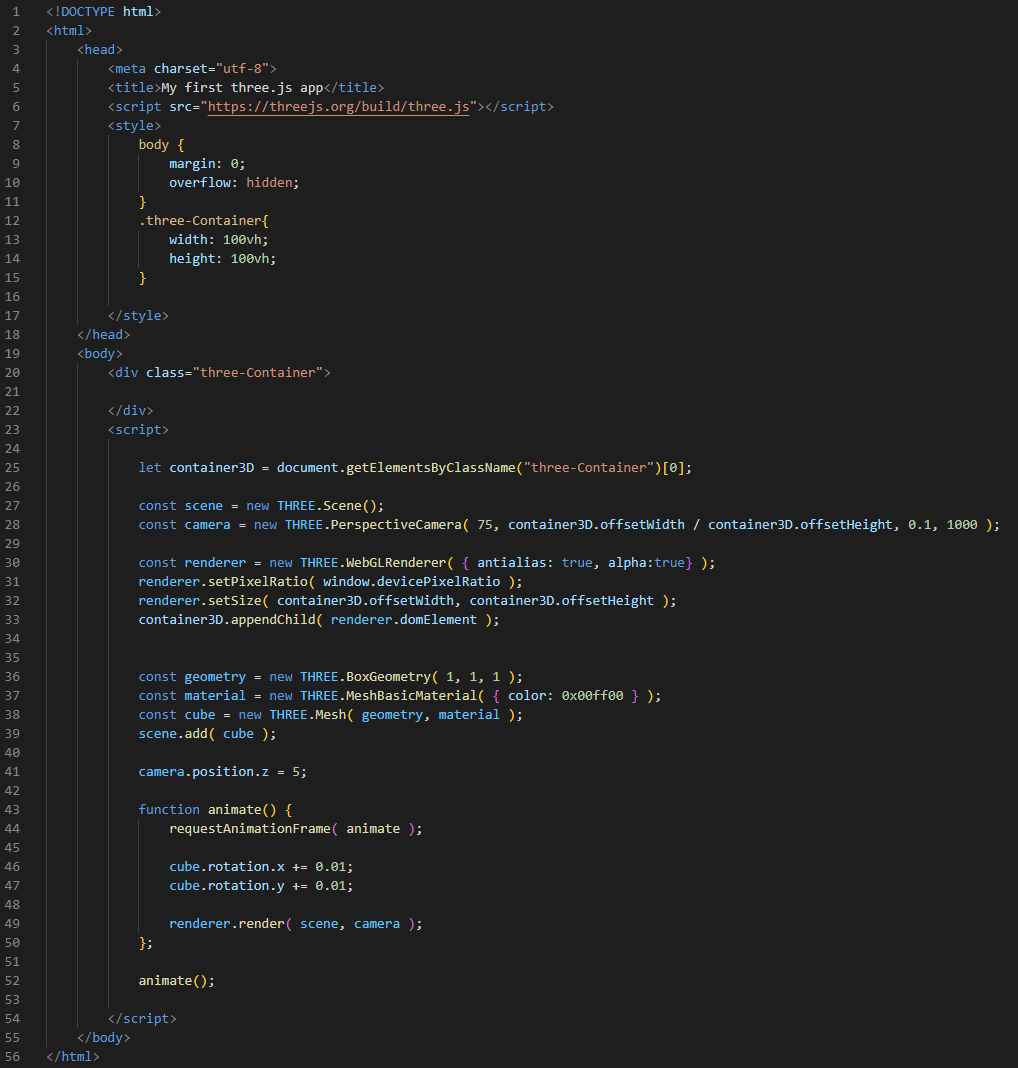 1 <!DOCTYPE html>
2 <html>
3     <head>
4         <meta charset="utf-8">
5         <title>My first three.js app</title>
6         <script src="https://threejs.org/build/three.js"></script>
7         <style>
8             body {
9                 margin: 0;
10                 overflow: hidden;
11             }
12             .three-Container{
13                 width: 100vh;
14                 height: 100vh;
15             }
16
17         </style>
18     </head>
19     <body>
20         <div class="three-Container">
21
22         </div>
23         <script>
24
25             let container3D = document.getElementsByClassName("three-Container")[0];
26
27             const scene = new THREE.Scene();
28             const camera = new THREE.PerspectiveCamera( 75, container3D.offsetWidth / container3D.offsetHeight, 0.1, 1000 );
29
30             const renderer = new THREE.WebGLRenderer( { antialias: true, alpha:true} );
31             renderer.setPixelRatio( window.devicePixelRatio );
32             renderer.setSize( container3D.offsetWidth, container3D.offsetHeight );
33             container3D.appendChild( renderer.domElement );
34
35
36             const geometry = new THREE.BoxGeometry( 1, 1, 1 );
37             const material = new THREE.MeshBasicMaterial( { color: 0x00ff00 } );
38             const cube = new THREE.Mesh( geometry, material );
39             scene.add( cube );
40
41             camera.position.z = 5;
42
43             function animate() {
44                 requestAnimationFrame( animate );
45
46                 cube.rotation.x += 0.01;
47                 cube.rotation.y += 0.01;
48
49                 renderer.render( scene, camera );
50             };
51
52             animate();
53
54         </script>
55     </body>
56 </html>